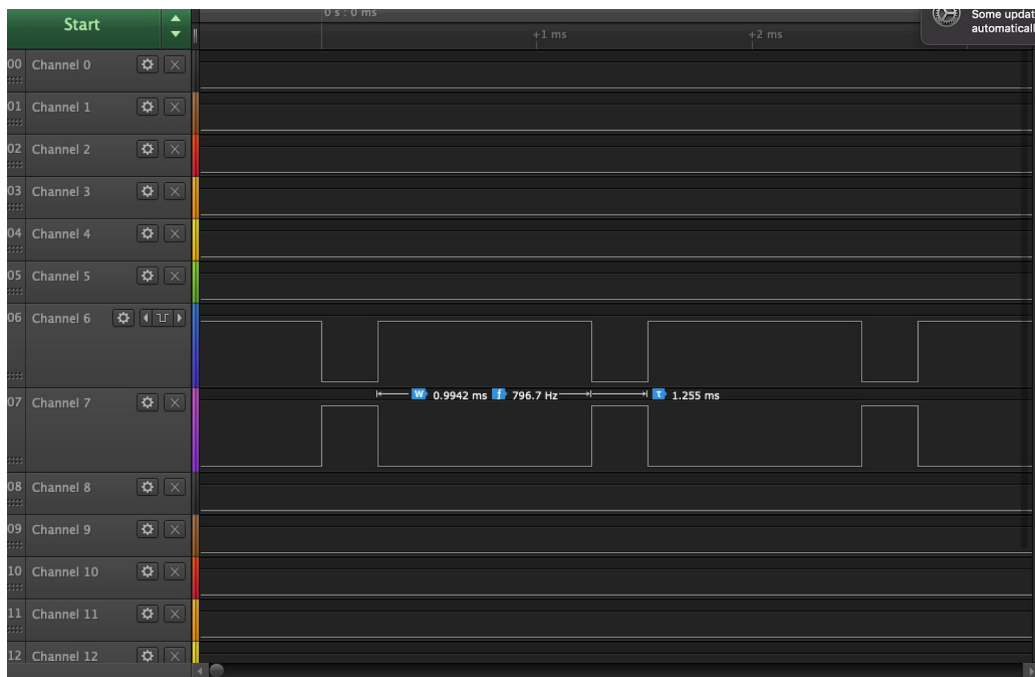 0 s : 0 ms
Some updat
automaticall
Start
+1 ms
+2 ms
00 Channel 0
01 Channel 1
02 Channel 2
03 Channel 3
04 Channel 4
05 Channel 5
06 Channel 6
W 0.9942 ms f 796.7 Hz T 1.255 ms
07 Channel 7
08 Channel 8
09 Channel 9
10 Channel 10
11 Channel 11
12 Channel 12